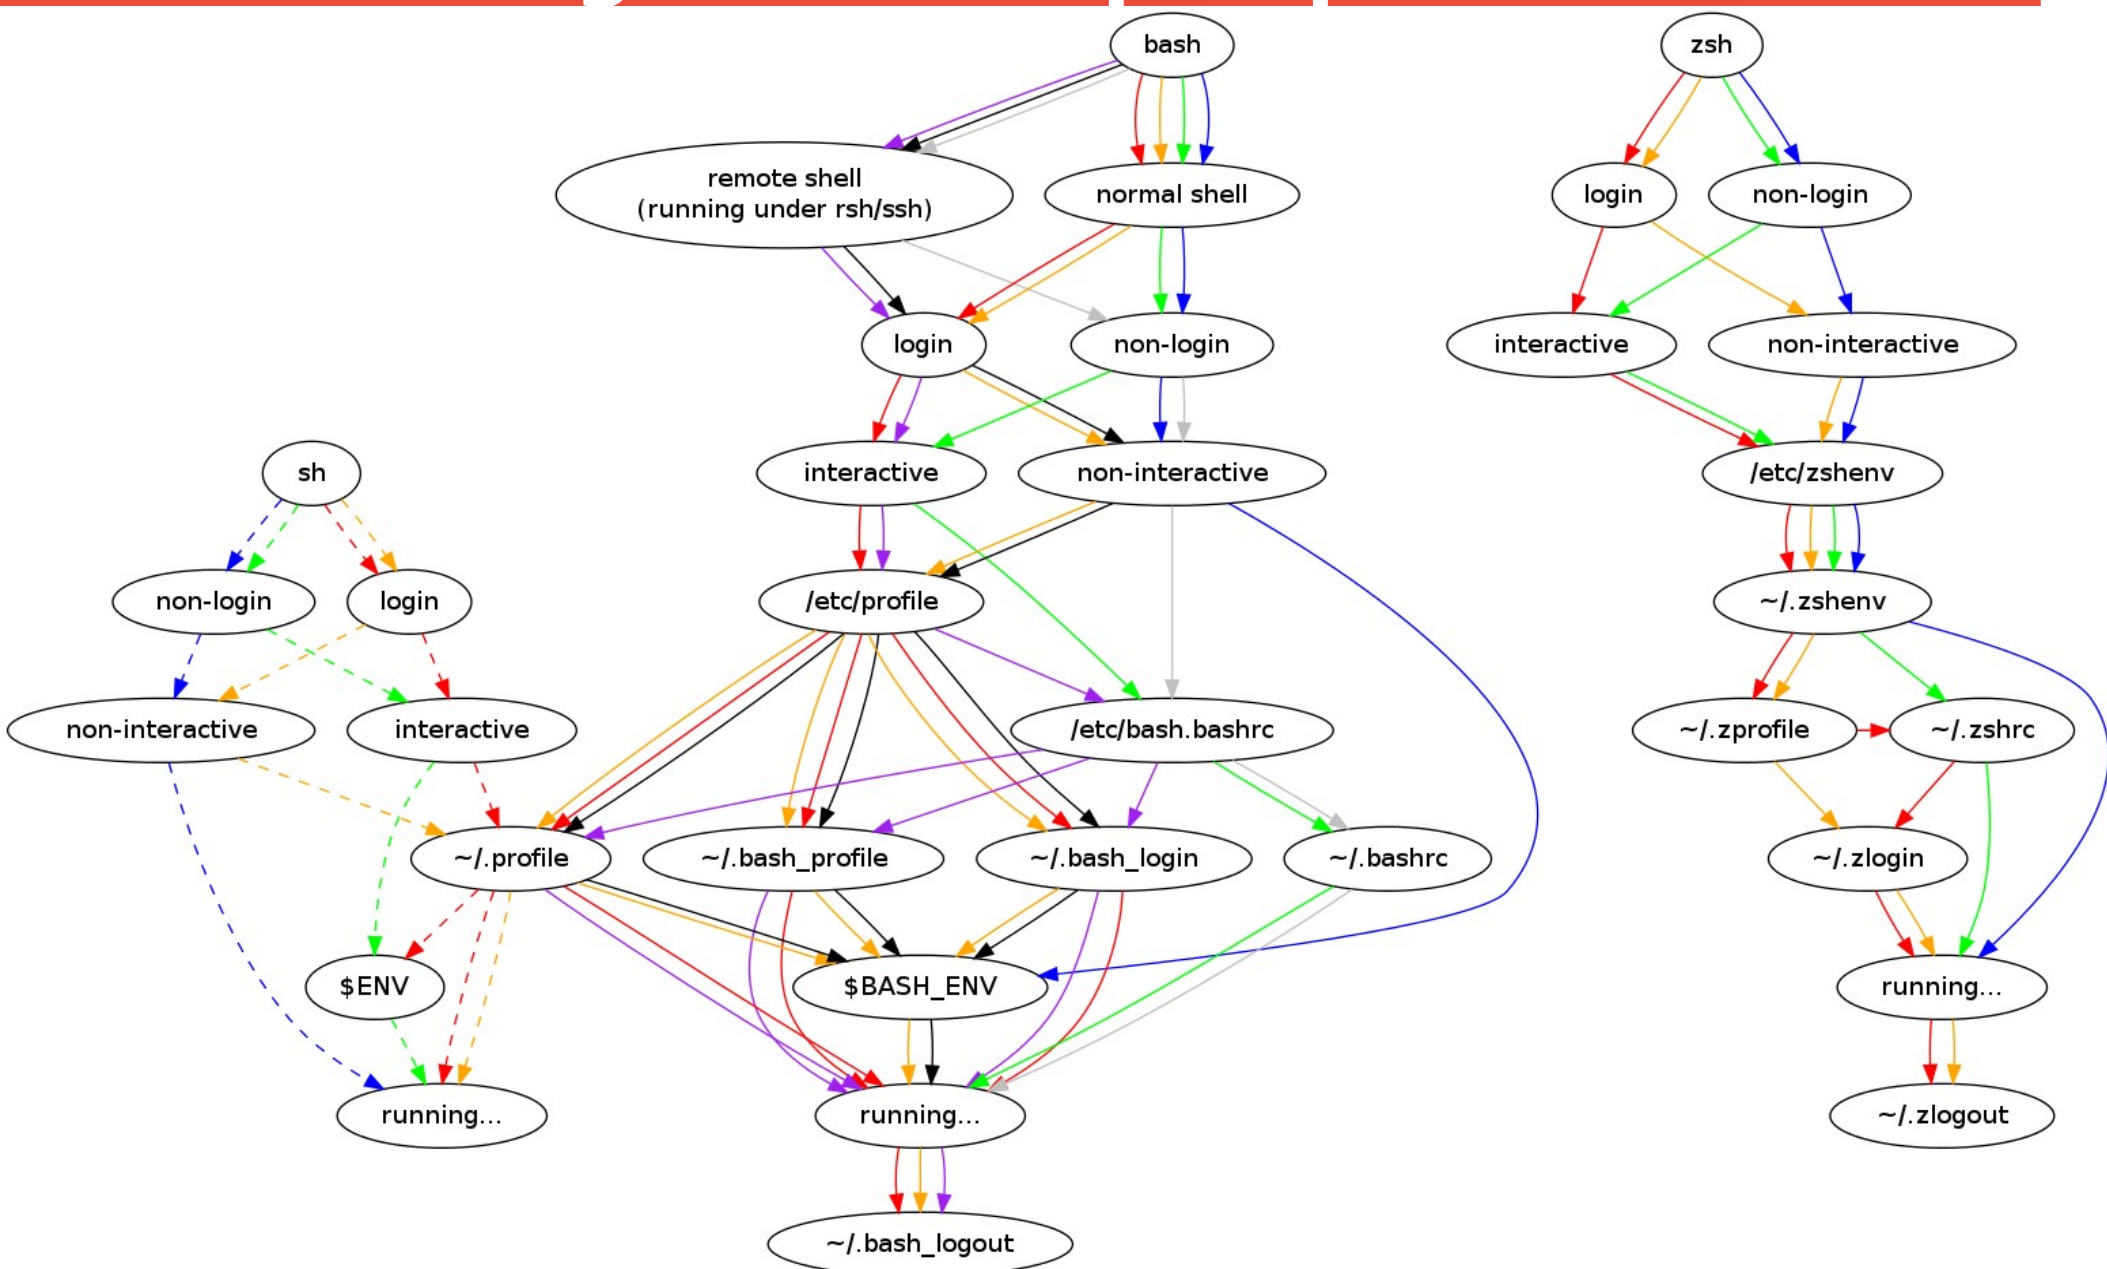 bash
zsh
remote shell
(running under rsh/ssh)
normal shell
login
non-login
login
non-login
interactive
non-interactive
sh
interactive
non-interactive
/etc/zshenv
non-login
login
/etc/profile
~/.zshenv
non-interactive
interactive
/etc/bash.bashrc
~/.zprofile
~/.zshrc
~/.profile
~/.bash_profile
~/.bash_login
~/.bashrc
~/.zlogin
$ENV
$BASH_ENV
running...
running...
running...
~/.zlogout
~/.bash_logout